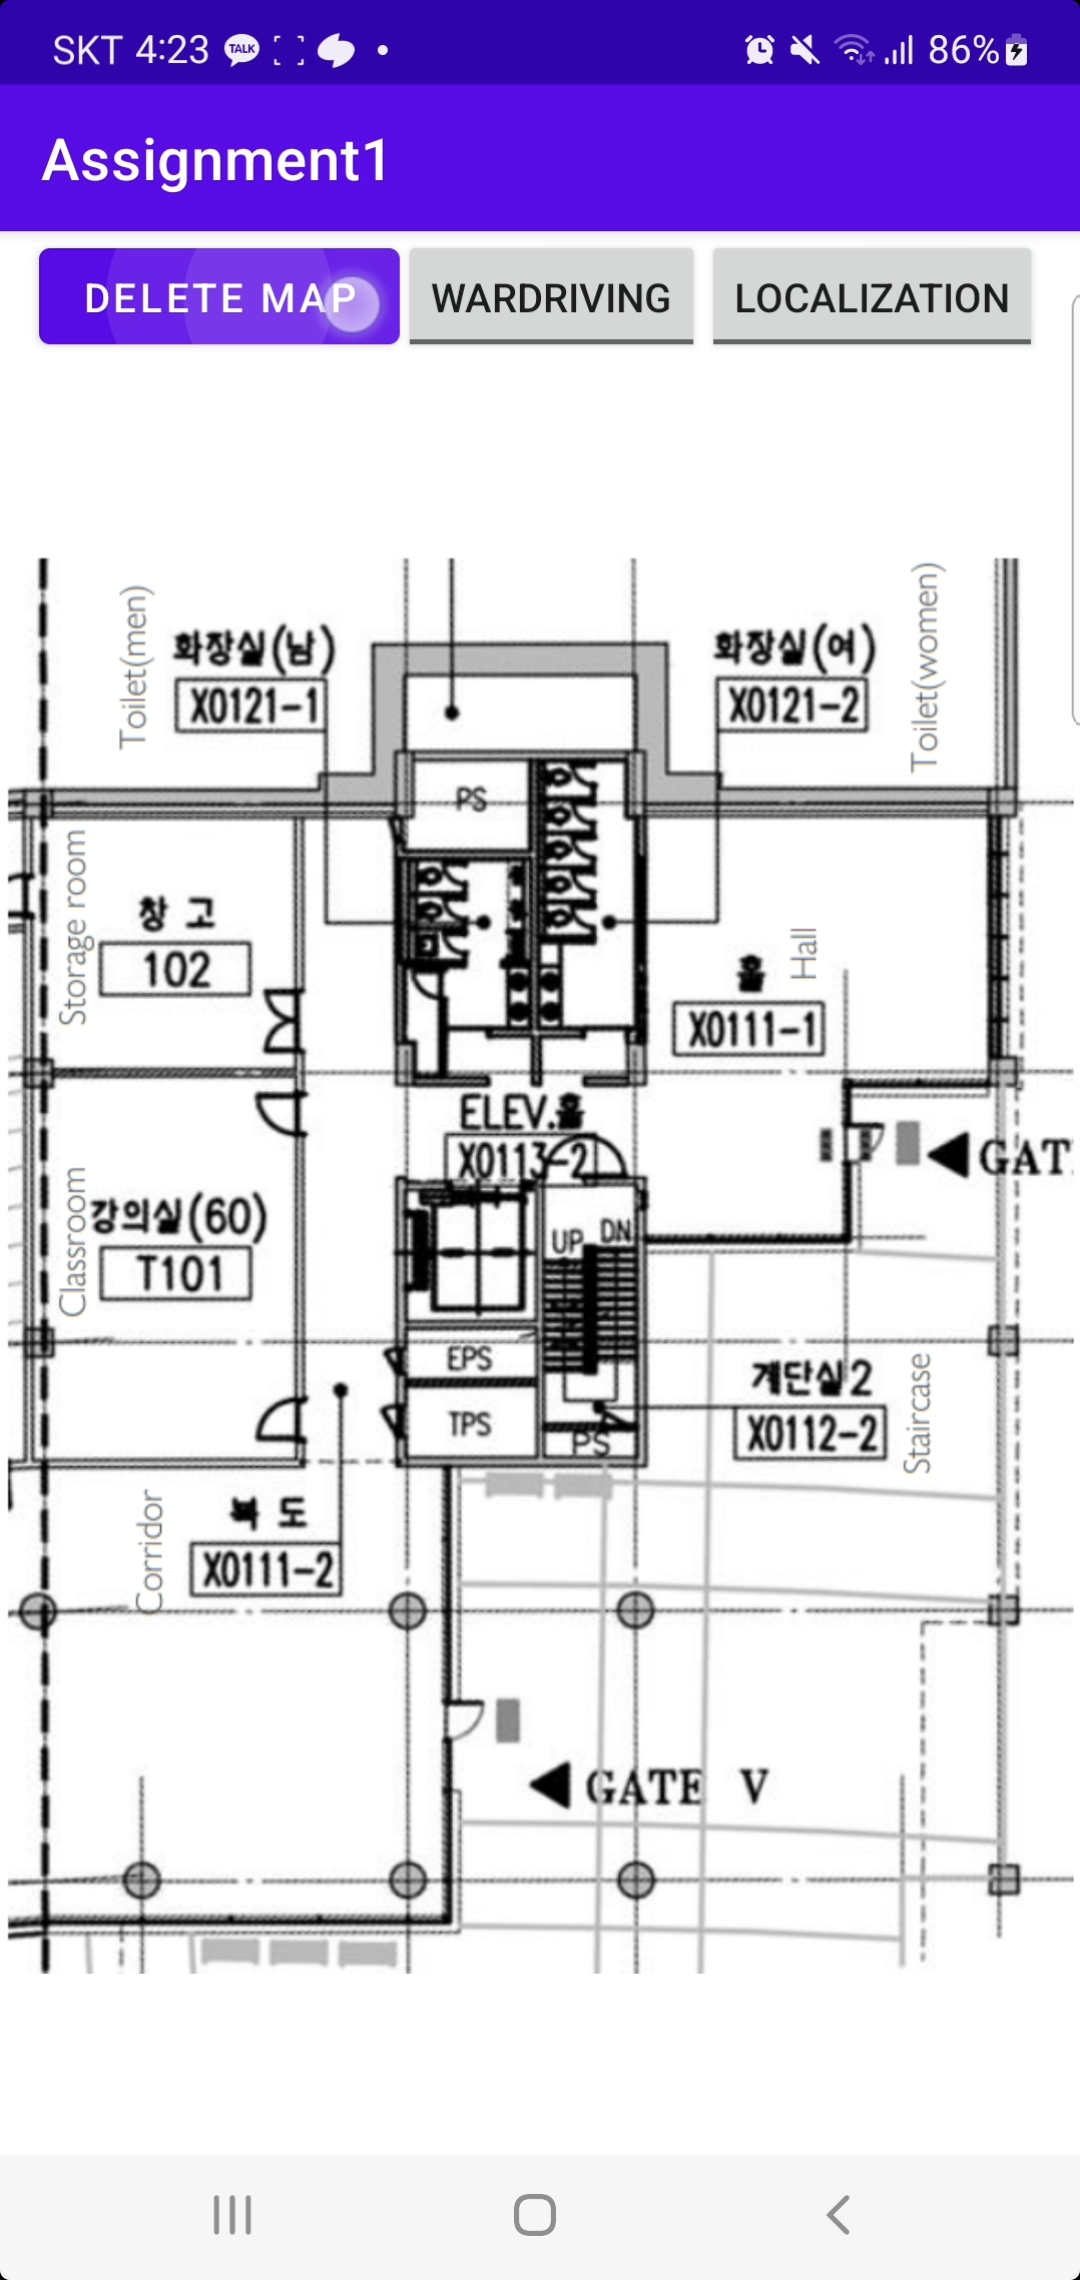 SKT 4:23 TALK 86%
Assignment1
DELETE MAP WARDRIVING LOCALIZATION
Toilet(men)
화장실(남)
X0121-1
화장실(여)
X0121-2
Toilet(women)
PS
Storage room
창 고
102
Hall
홀
X0111-1
ELEV.홀
X0113-2
GAT
Classroom
강의실(60)
T101
UP DN
EPS
TPS
PS
계단실2
X0112-2
Staircase
Corridor
복 도
X0111-2
GATE V